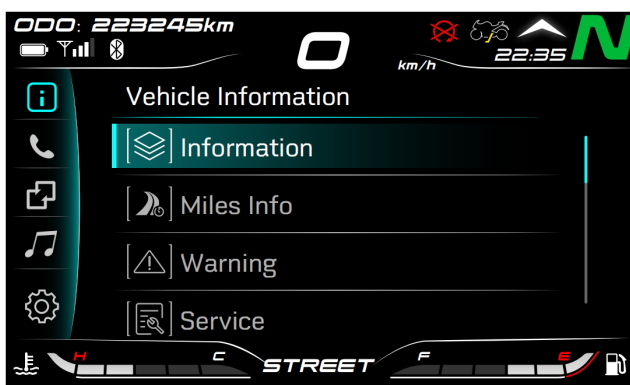 ODO: 223245km
0
km/h
22:35
N
Vehicle Information
Information
Miles Info
Warning
Service
H
C
STREET
F
E